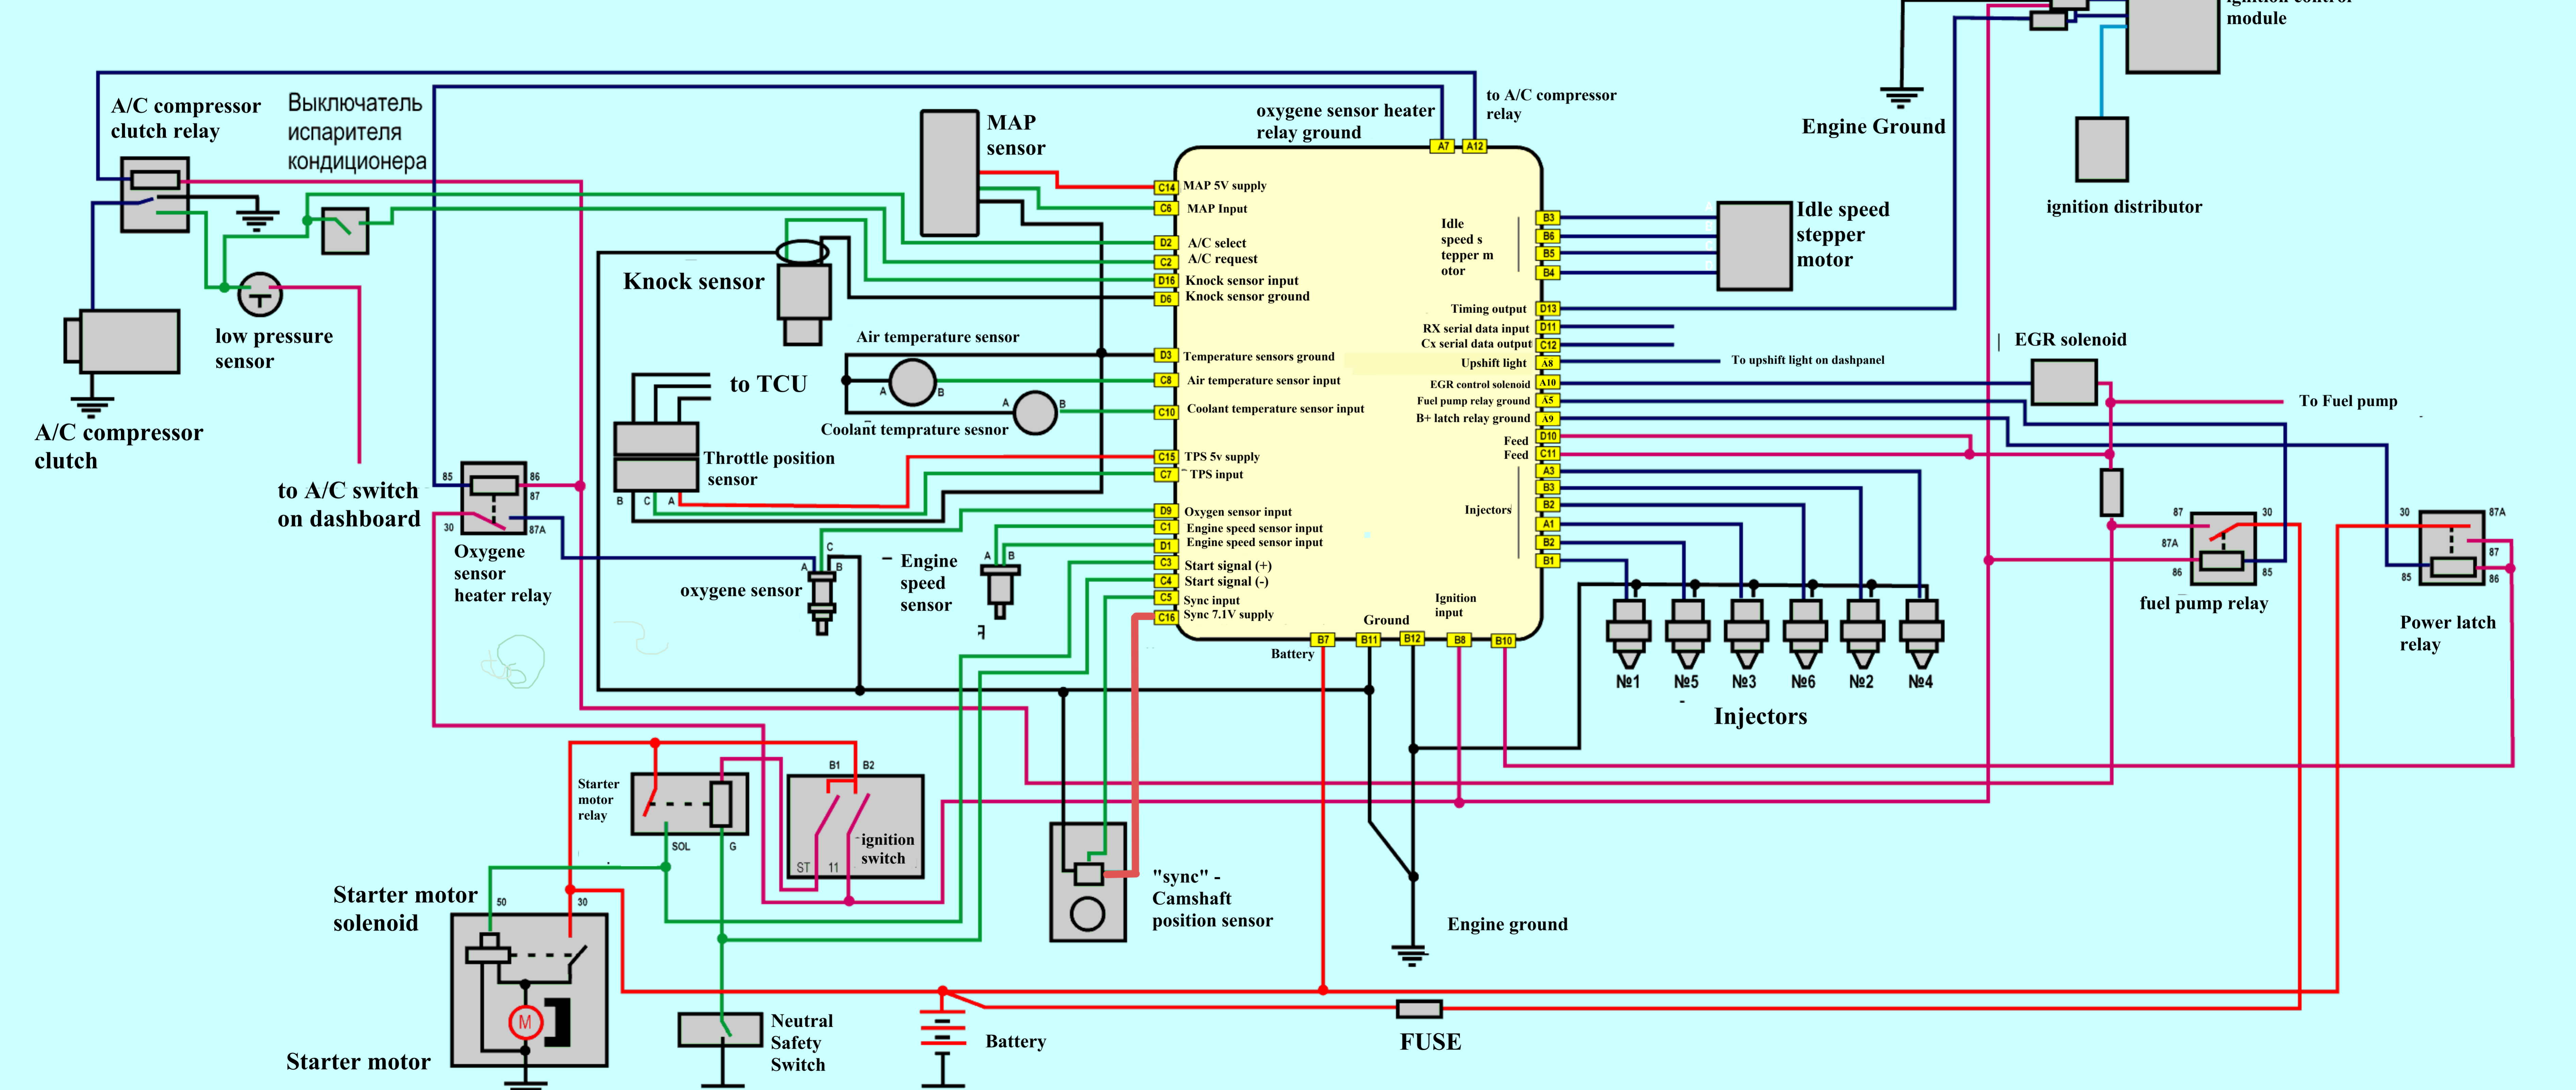 ignition control
module
A/C compressor
clutch relay
Выключатель
испарителя
кондиционера
MAP
sensor
oxygene sensor heater
relay ground
to A/C compressor
relay
Engine Ground
ignition distributor
A7
A12
C14
MAP 5V supply
C6
MAP Input
D2
A/C select
C2
A/C request
D16
Knock sensor input
D6
Knock sensor ground
D3
Temperature sensors ground
C8
Air temperature sensor input
C10
Coolant temperature sensor input
C15
TPS 5v supply
C7
TPS input
D9
Oxygen sensor input
C1
Engine speed sensor input
D1
Engine speed sensor input
C3
Start signal (+)
C4
Start signal (-)
C5
Sync input
C16
Sync 7.1V supply
Idle
speed s
tepper m
otor
B3
B6
B5
B4
Timing output
D13
RX serial data input
D11
Cx serial data output
C12
Upshift light
A8
EGR control solenoid
A10
Fuel pump relay ground
A5
B+ latch relay ground
A9
Feed
D10
Feed
C11
Injectors
A3
B3
B2
A1
B2
B1
Ignition
input
Ground
B7
B11
B12
B8
B10
Battery
Idle speed
stepper
motor
To upshift light on dashpanel
EGR solenoid
To Fuel pump
Knock sensor
low pressure
sensor
Air temperature sensor
A
B
A
B
Coolant temprature sesnor
to TCU
Throttle position
sensor
B
C
A
A/C compressor
clutch
to A/C switch
on dashboard
85
86
87
30
87A
Oxygene
sensor
heater relay
C
A
B
oxygene sensor
Engine
speed
sensor
A
B
№1
№5
№3
№6
№2
№4
Injectors
87
30
87A
86
85
fuel pump relay
30
87A
87
85
86
Power latch
relay
Starter
motor
relay
SOL
G
B1
B2
ignition
switch
ST
11
"sync" -
Camshaft
position sensor
Engine ground
Starter motor
solenoid
50
30
M
Starter motor
Neutral
Safety
Switch
Battery
FUSE